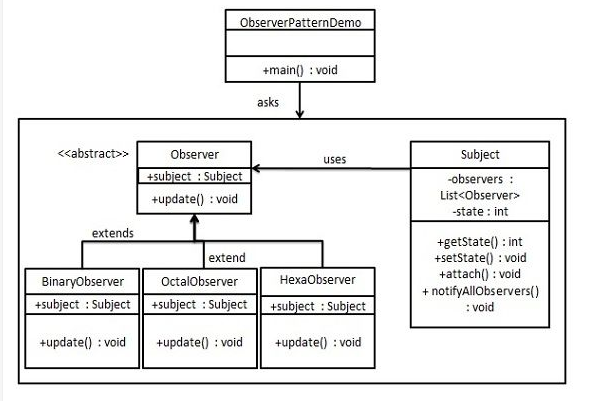 ObserverPatternDemo
+main() : void
asks
<<abstract>>
Observer
+subject : Subject
+update() : void
uses
Subject
-observers :
List<Observer>
-state : int
+getState() : int
+setState() : void
+attach() : void
+ notifyAllObservers()
: void
extends
extend
BinaryObserver
+subject : Subject
+update() : void
OctalObserver
+subject : Subject
+update() : void
HexaObserver
+subject : Subject
+update() : void